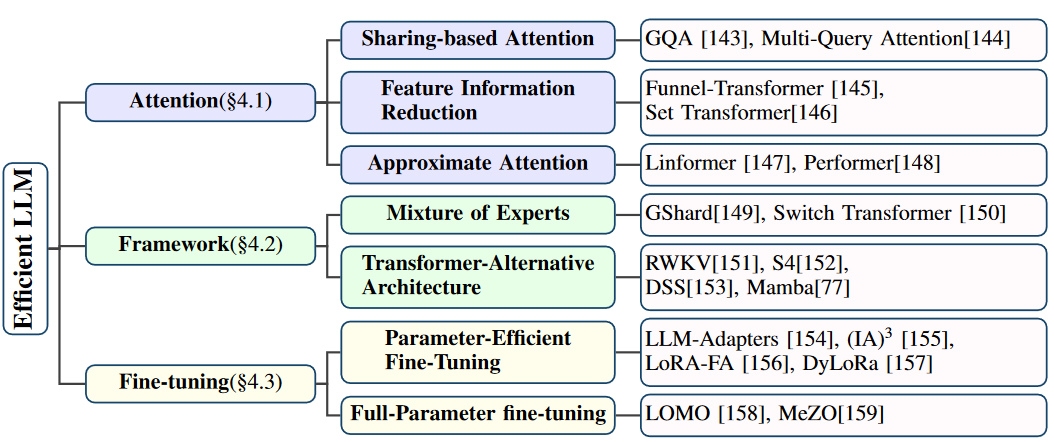 Efficient LLM
Attention(§4.1)
Sharing-based Attention
GQA [143], Multi-Query Attention[144]
Feature Information
Reduction
Funnel-Transformer [145],
Set Transformer[146]
Approximate Attention
Linformer [147], Performer[148]
Framework(§4.2)
Mixture of Experts
GShard[149], Switch Transformer [150]
Transformer-Alternative
Architecture
RWKV[151], S4[152],
DSS[153], Mamba[77]
Fine-tuning(§4.3)
Parameter-Efficient
Fine-Tuning
LLM-Adapters [154], (IA)³ [155],
LoRA-FA [156], DyLoRa [157]
Full-Parameter fine-tuning
LOMO [158], MeZO[159]